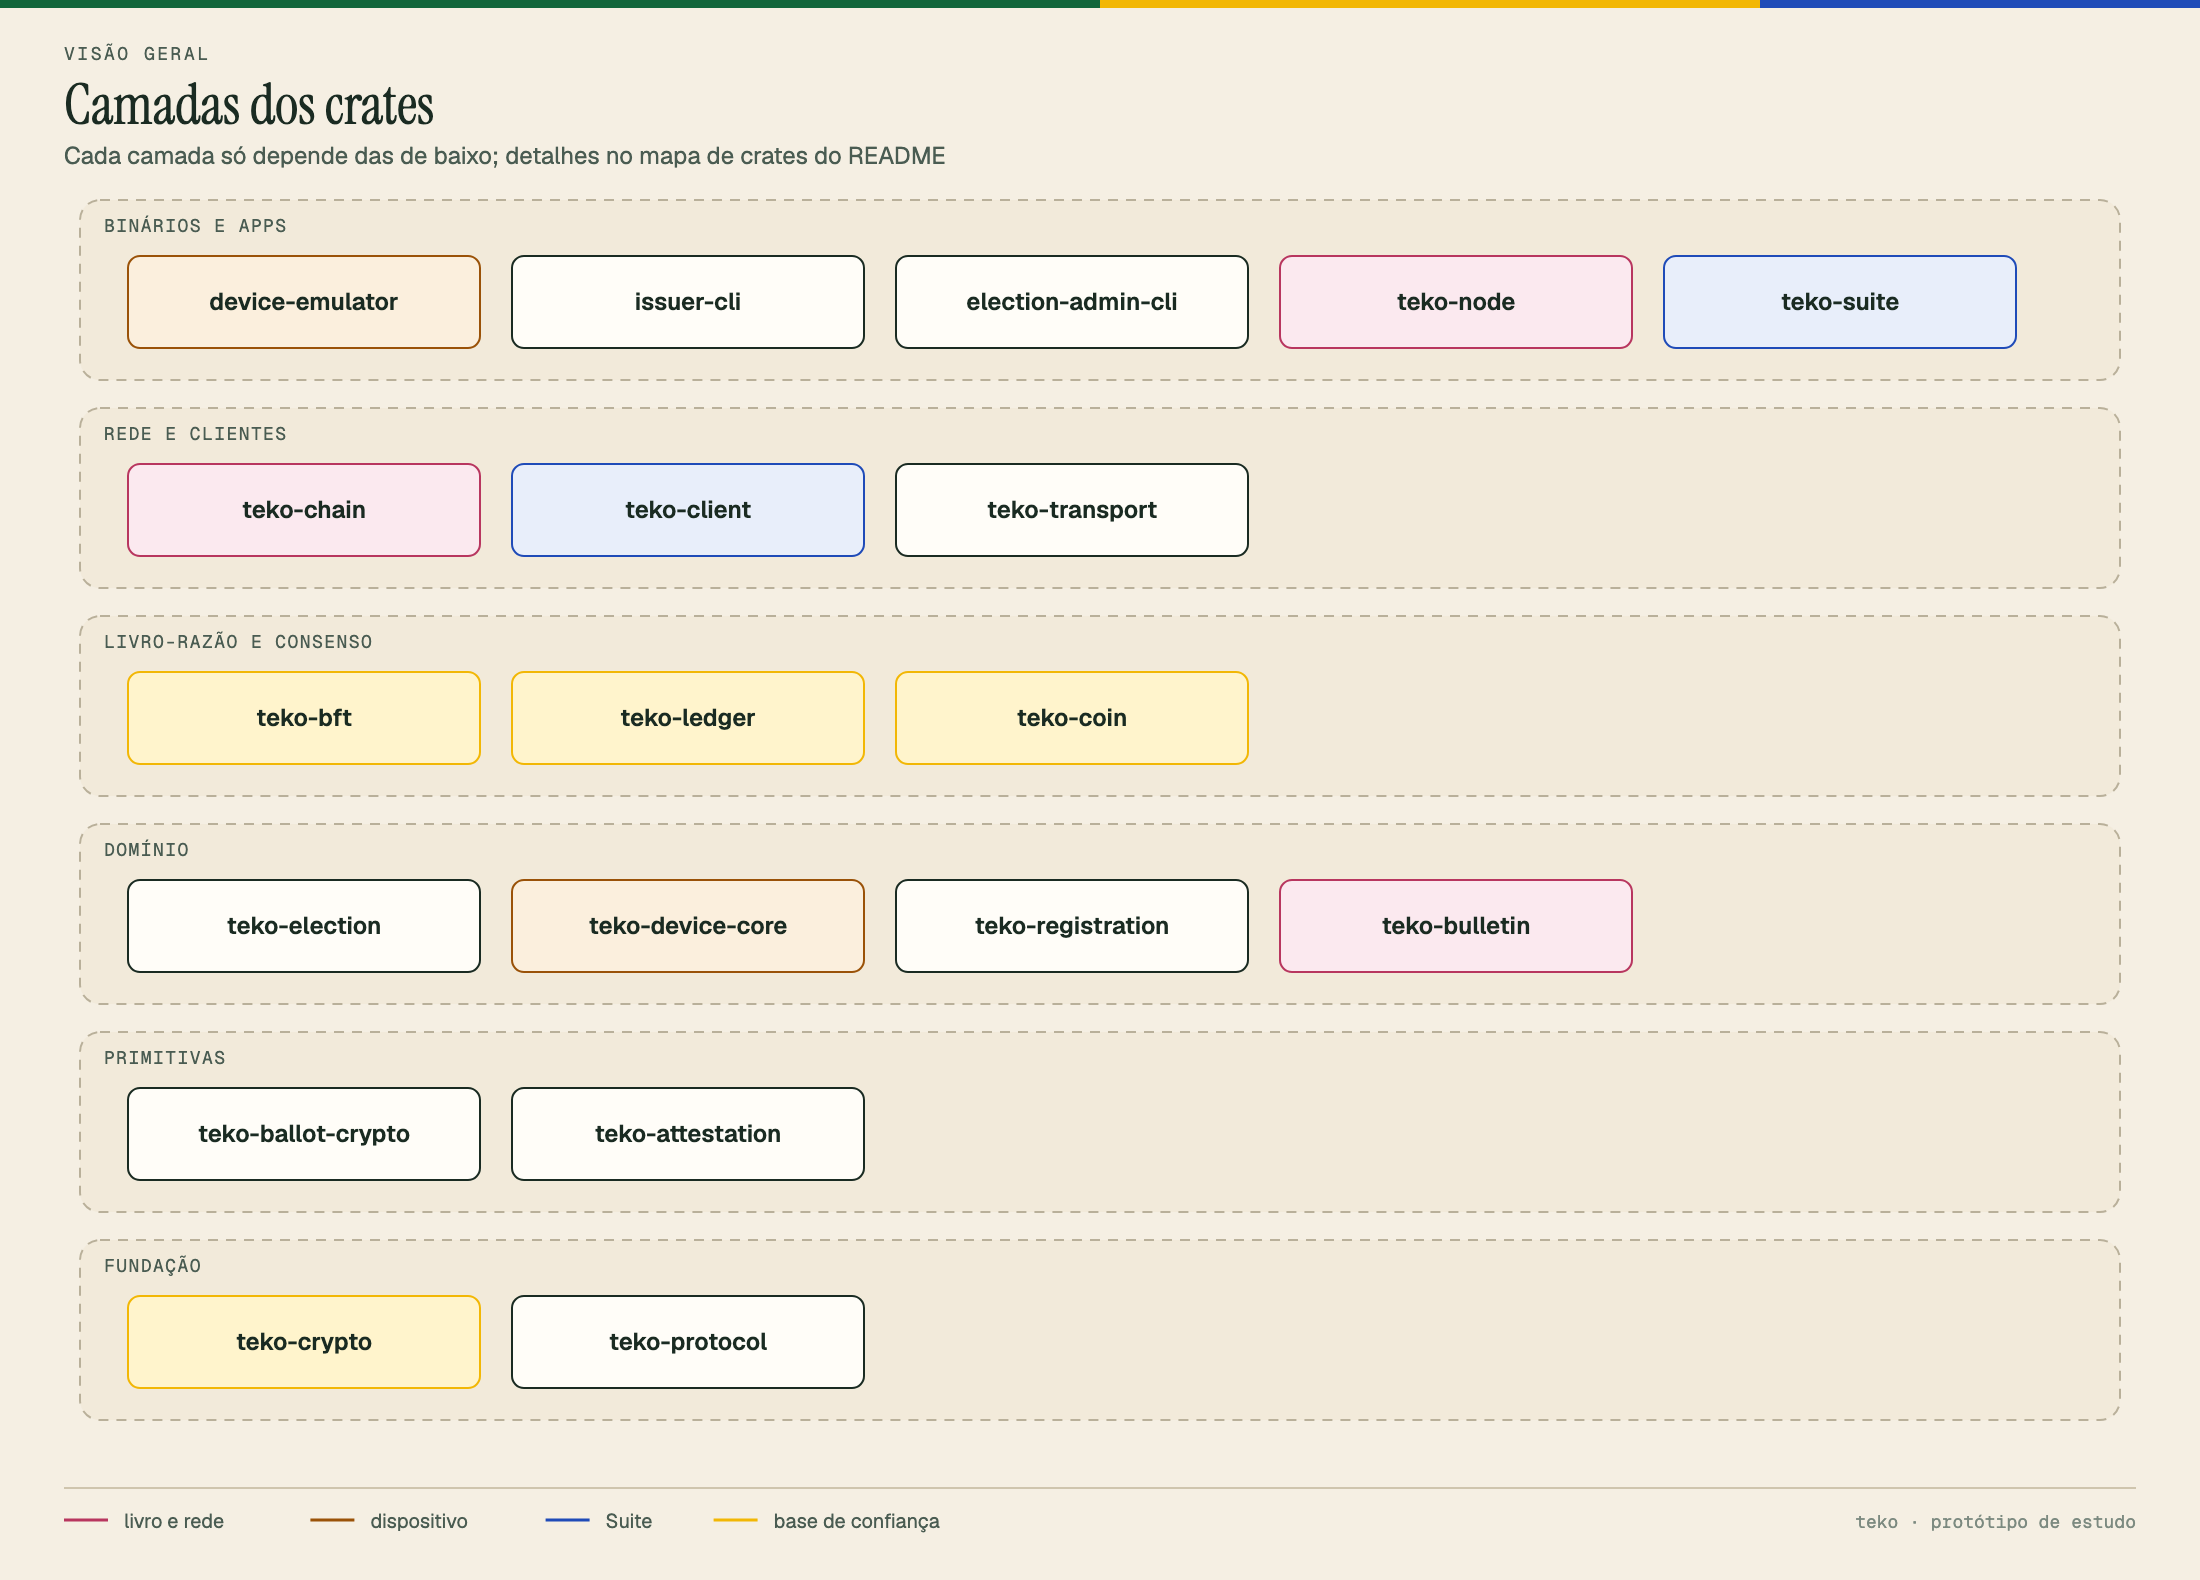 VISÃO GERAL
Camadas dos crates
Cada camada só depende das de baixo; detalhes no mapa de crates do README
BINÁRIOS E APPS
device-emulator
issuer-cli
election-admin-cli
teko-node
teko-suite
REDE E CLIENTES
teko-chain
teko-client
teko-transport
LIVRO-RAZÃO E CONSENSO
teko-bft
teko-ledger
teko-coin
DOMÍNIO
teko-election
teko-device-core
teko-registration
teko-bulletin
PRIMITIVAS
teko-ballot-crypto
teko-attestation
FUNDAÇÃO
teko-crypto
teko-protocol
livro e rede
dispositivo
Suite
base de confiança
teko · protótipo de estudo